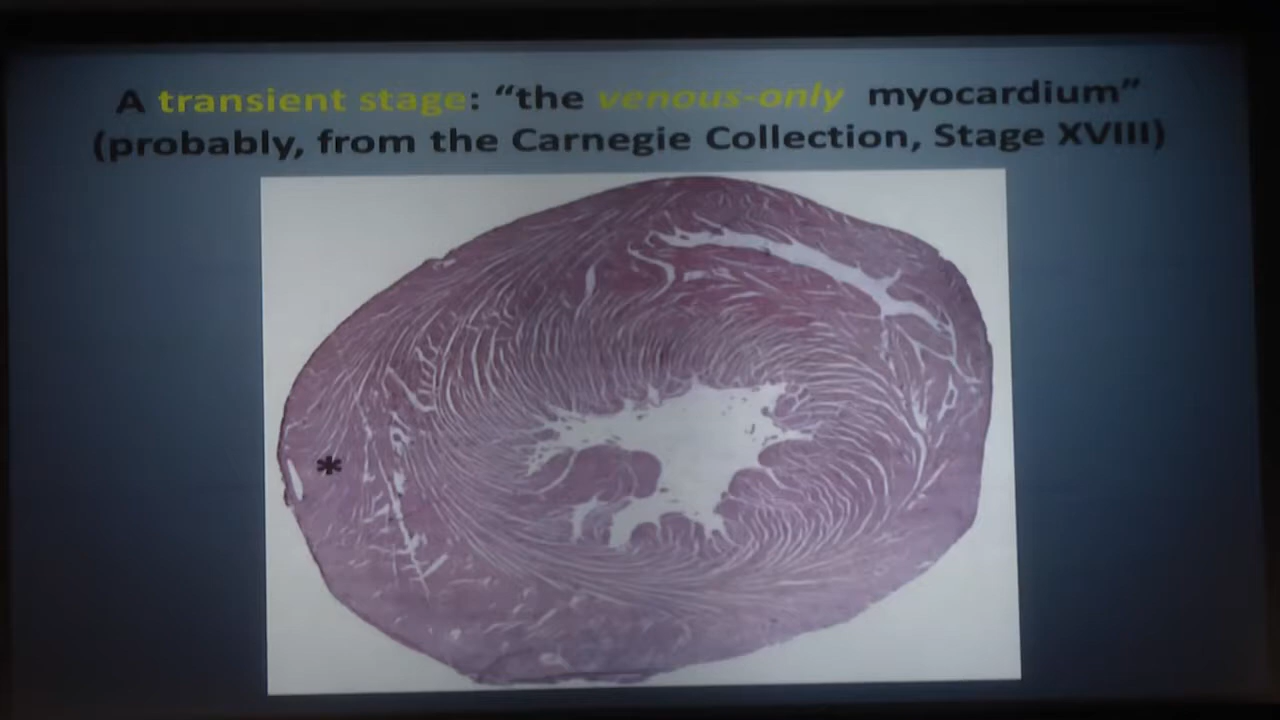 A transient stage: “the venous-only myocardium”
(probably, from the Carnegie Collection, Stage XVIII)
*